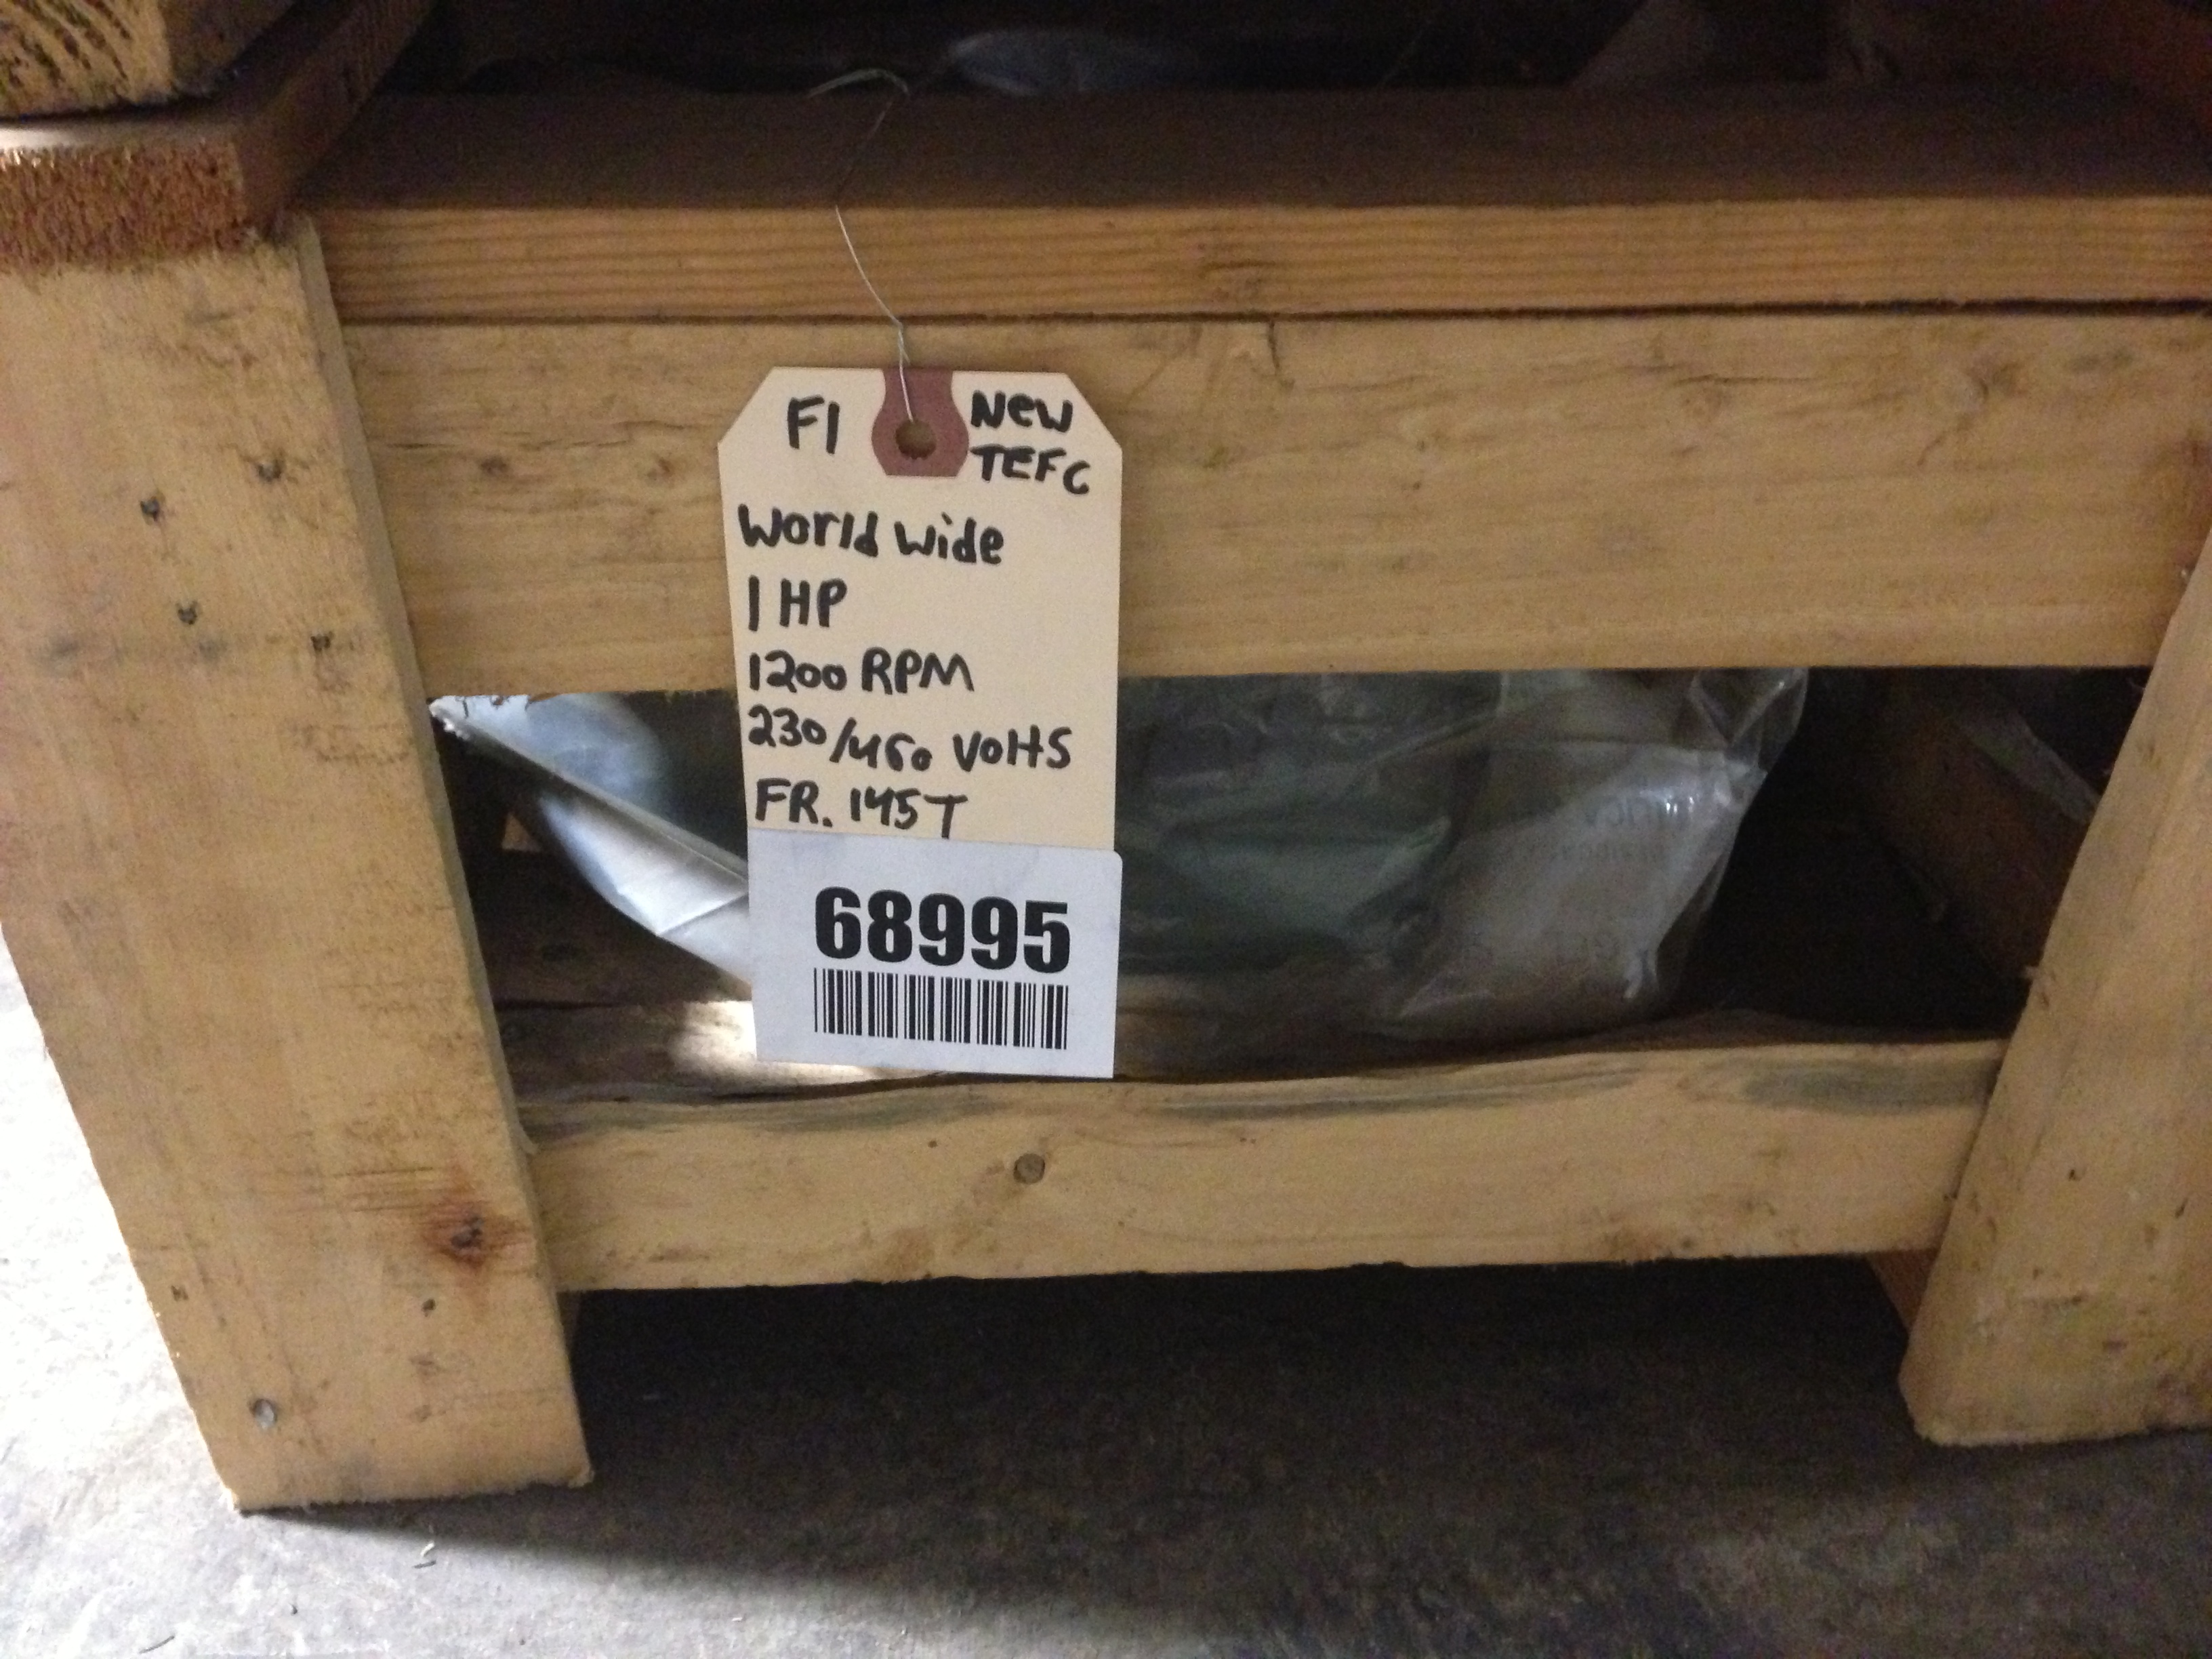 F1
New
TEFC
World Wide
1 HP
1200 RPM
230/460 Volts
FR. 145T
68995